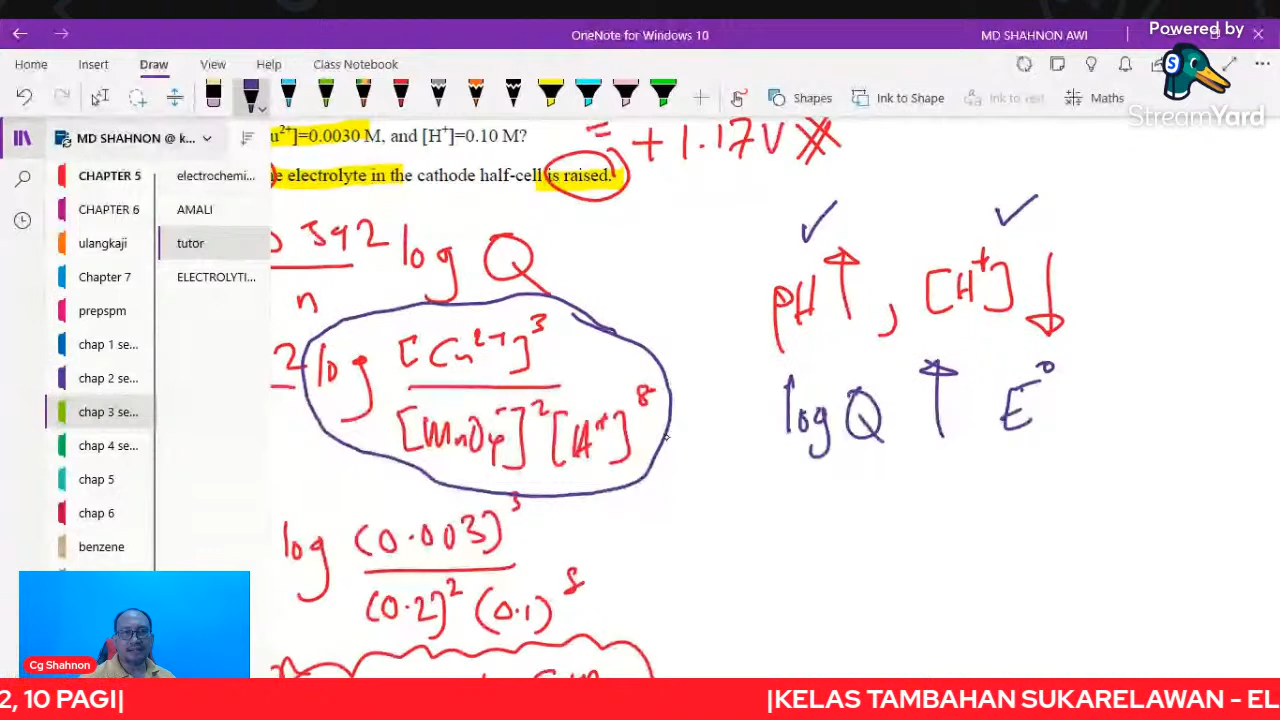 OneNote for Windows 10
MD SHAHNON AWI
Powered by
StreamYard
Home Insert Draw View Help Class Notebook
Shapes
Ink to Shape
Ink to Text
Maths
MD SHAHNON @ k...
CHAPTER 5
CHAPTER 6
ulangkaji
Chapter 7
prepspm
chap 1 se...
chap 2 se...
chap 3 se...
chap 4 se...
chap 5
chap 6
benzene
electrochemi...
AMALI
tutor
ELECTROLYTI...
u²⁺]=0.0030 M, and [H⁺]=0.10 M?
= +1.17V
e electrolyte in the cathode half-cell is raised.
592 log Q
n
2 log [Cu²⁺]³
[MnO₄⁻]² [H⁺]⁸
log (0.003)³
(0.2)² (0.1)⁸
✓ ✓
pH ↑ , [H⁺] ↓
log Q ↑ E°
Cg Shahnon
2, 10 PAGI| |KELAS TAMBAHAN SUKARELAWAN - EL